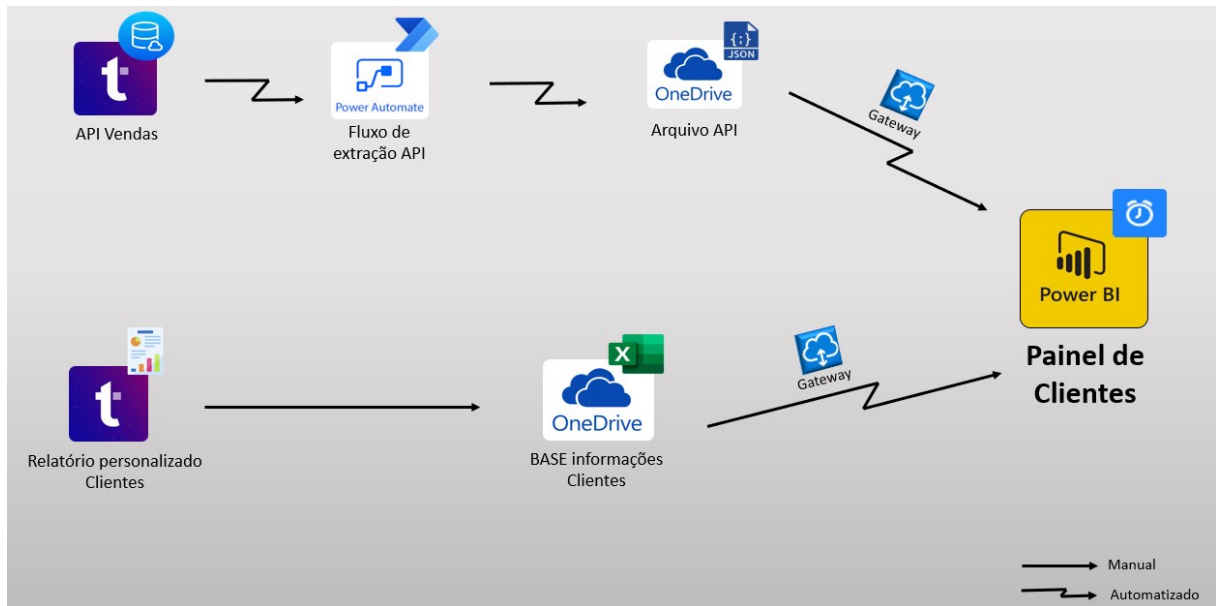 t
API Vendas
Power Automate
Fluxo de
extração API
{;}
JSON
OneDrive
Arquivo API
Gateway
Power BI
Painel de
Clientes
t
Relatório personalizado
Clientes
X
OneDrive
BASE informações
Clientes
Gateway
Manual
Automatizado